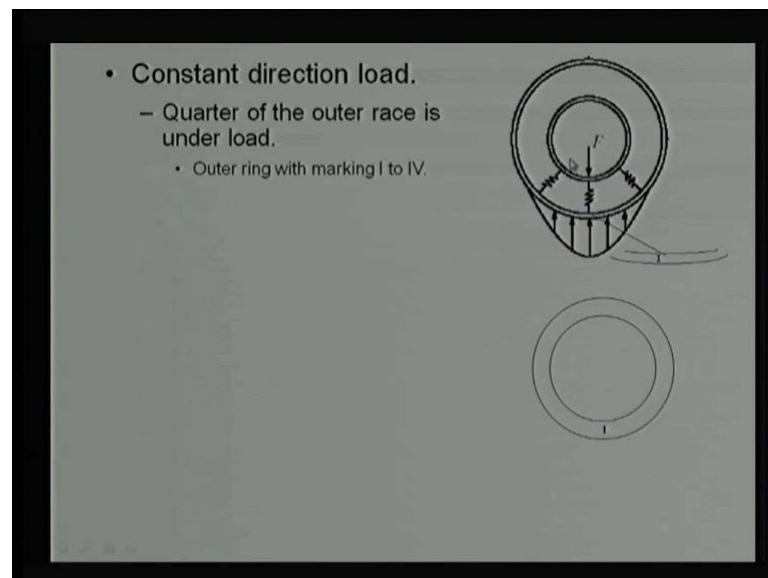 • Constant direction load.
– Quarter of the outer race is
under load.
• Outer ring with marking I to IV.
F
I
I